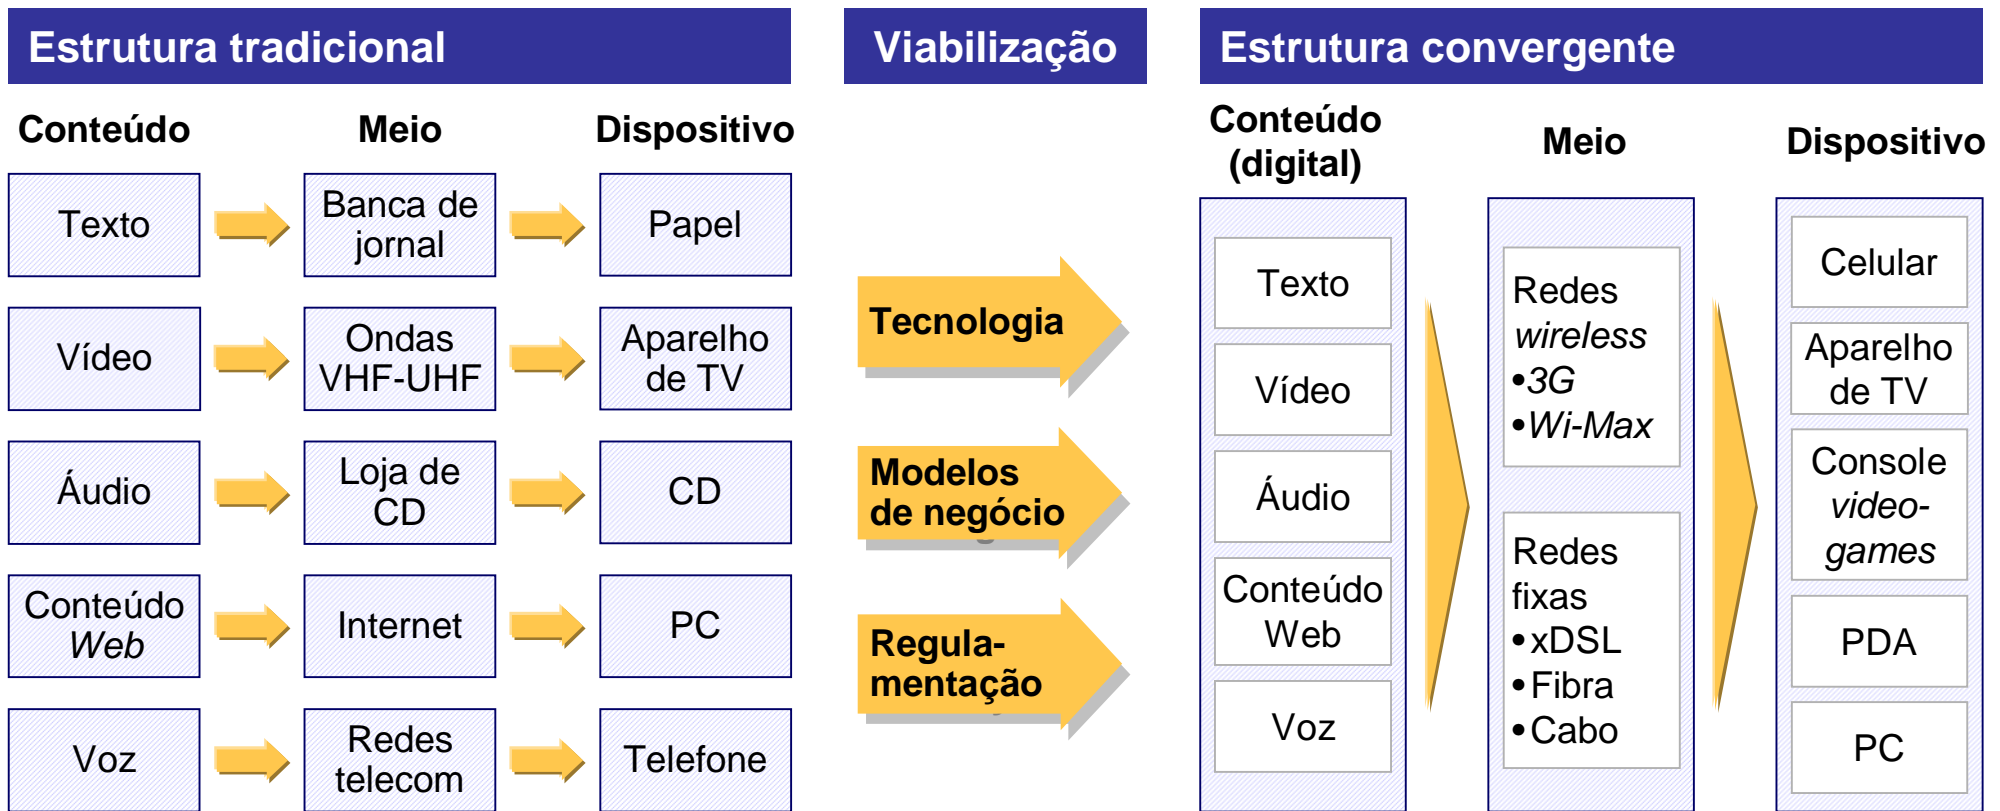 Estrutura tradicional
Conteúdo
Meio
Dispositivo
Texto
Banca de
jornal
Papel
Vídeo
Ondas
VHF-UHF
Aparelho
de TV
Áudio
Loja de
CD
CD
Conteúdo
Web
Internet
PC
Voz
Redes
telecom
Telefone
Viabilização
Tecnologia
Modelos
de negócio
Regula-
mentação
Estrutura convergente
Conteúdo
(digital)
Meio
Dispositivo
Texto
Vídeo
Áudio
Conteúdo
Web
Voz
Redes
wireless
•3G
•Wi-Max
Redes
fixas
•xDSL
•Fibra
•Cabo
Celular
Aparelho
de TV
Console
video-
games
PDA
PC